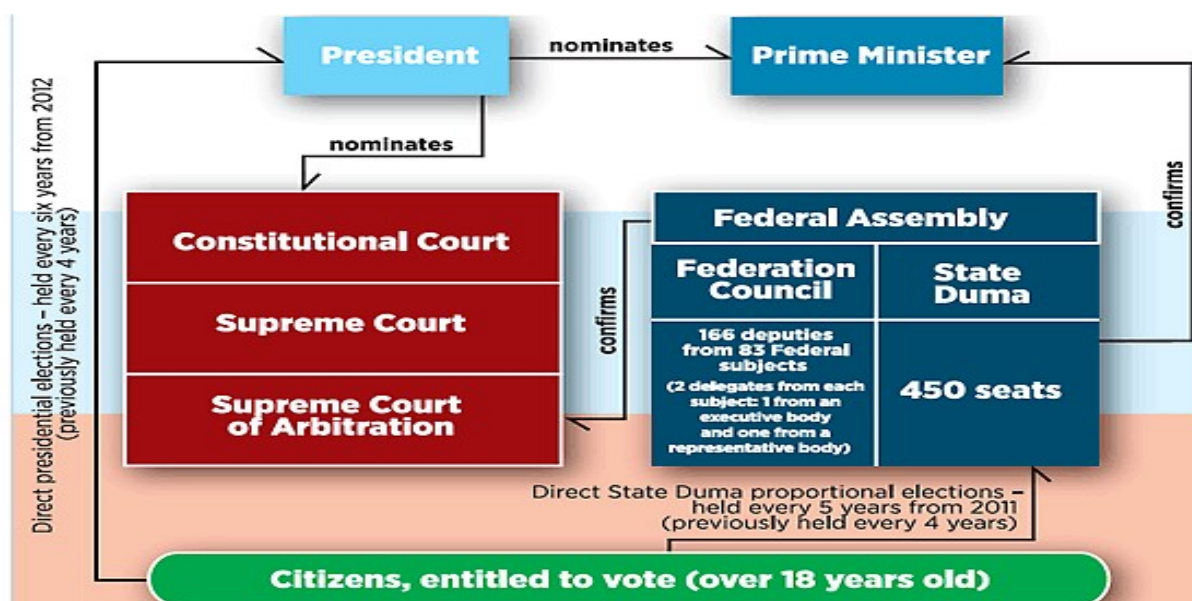 President
nominates
Prime Minister
nominates
Direct presidential elections – held every six years from 2012
(previously held every 4 years)
Constitutional Court
Supreme Court
Supreme Court
of Arbitration
confirms
Federal Assembly
Federation
Council
State
Duma
166 deputies
from 83 Federal
subjects
(2 delegates from each
subject: 1 from an
executive body
and one from a
representative body)
450 seats
confirms
Direct State Duma proportional elections –
held every 5 years from 2011
(previously held every 4 years)
Citizens, entitled to vote (over 18 years old)